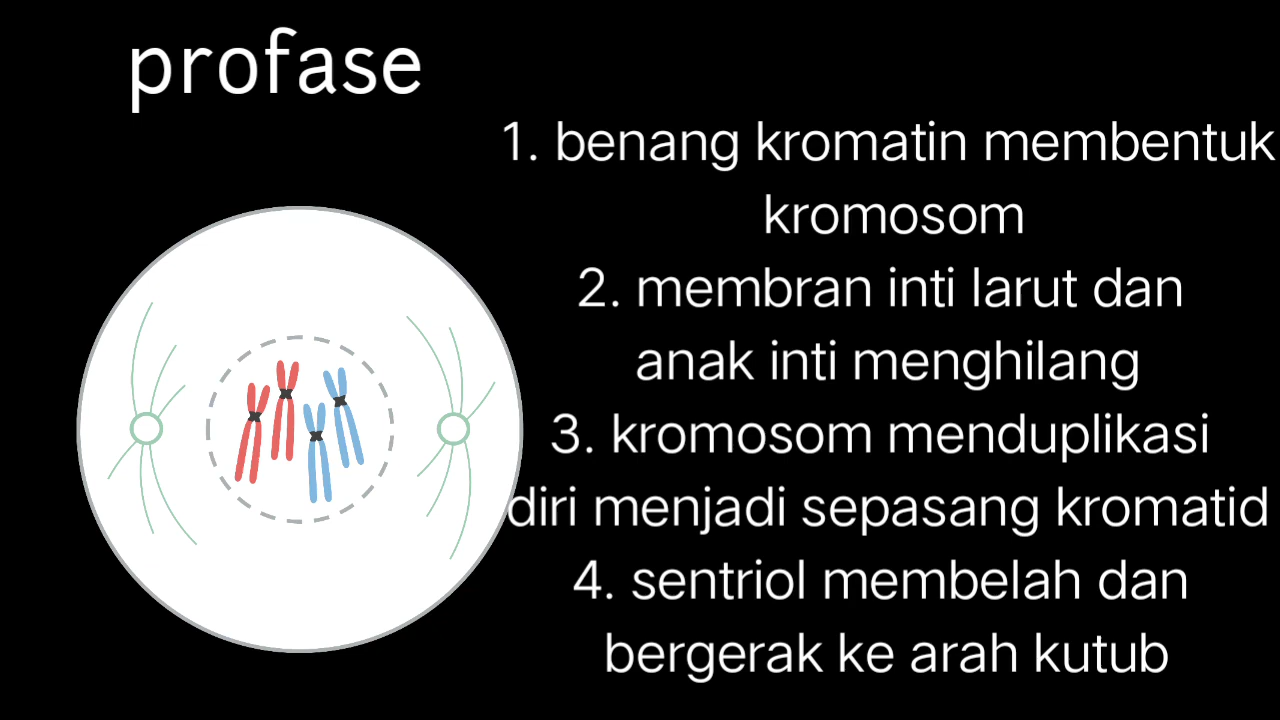 profase
1. benang kromatin membentuk
kromosom
2. membran inti larut dan
anak inti menghilang
3. kromosom menduplikasi
diri menjadi sepasang kromatid
4. sentriol membelah dan
bergerak ke arah kutub